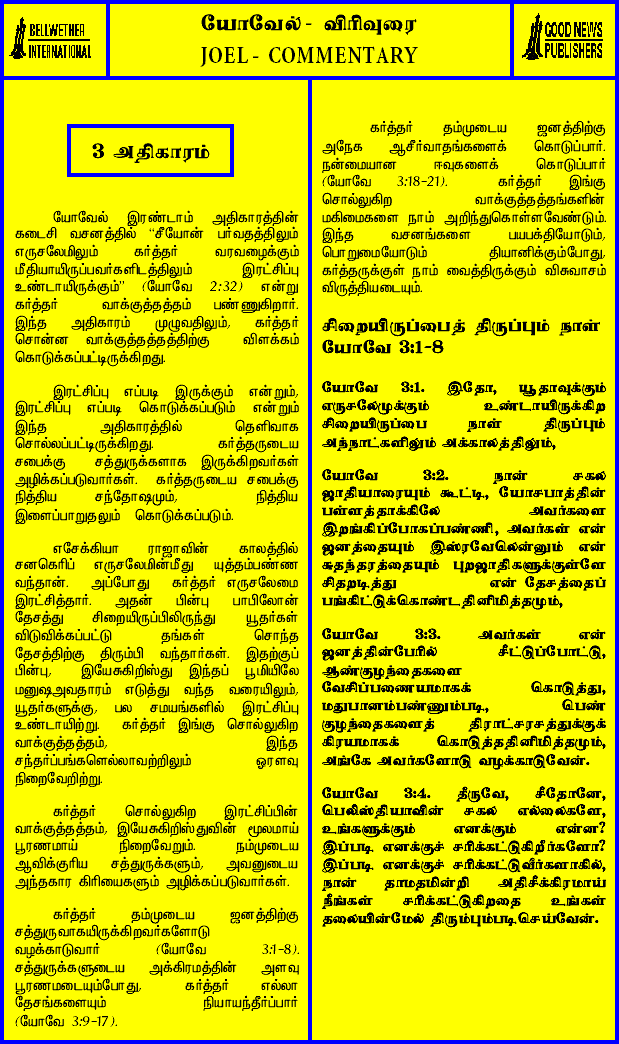 BELLWETHER
INTERNATIONAL
யோவேல் - விரிவுரை
JOEL - COMMENTARY
GOOD NEWS
PUBLISHERS
3 அதிகாரம்
யோவேல் இரண்டாம் அதிகாரத்தின்
கடைசி வசனத்தில் “சீயோன் பர்வதத்திலும்
எருசலேமிலும் கர்த்தர் வரவழைக்கும்
மீதியாயிருப்பவர்களிடத்திலும் இரட்சிப்பு
உண்டாயிருக்கும்” (யோவே 2:32) என்று
கர்த்தர் வாக்குத்தத்தம் பண்ணுகிறார்.
இந்த அதிகாரம் முழுவதிலும், கர்த்தர்
சொன்ன வாக்குத்தத்தத்திற்கு விளக்கம்
கொடுக்கப்பட்டிருக்கிறது.
இரட்சிப்பு எப்படி இருக்கும் என்றும்,
இரட்சிப்பு எப்படி கொடுக்கப்படும் என்றும்
இந்த அதிகாரத்தில் தெளிவாக
சொல்லப்பட்டிருக்கிறது. கர்த்தருடைய
சபைக்கு சத்துருக்களாக இருக்கிறவர்கள்
அழிக்கப்படுவார்கள். கர்த்தருடைய சபைக்கு
நித்திய சந்தோஷமும், நித்திய
இளைப்பாறுதலும் கொடுக்கப்படும்.
எசேக்கியா ராஜாவின் காலத்தில்
சனகெரிப் எருசலேமின்மீது யுத்தம்பண்ண
வந்தான். அப்போது கர்த்தர் எருசலேமை
இரட்சித்தார். அதன் பின்பு பாபிலோன்
தேசத்து சிறையிருப்பிலிருந்து யூதர்கள்
விடுவிக்கப்பட்டு தங்கள் சொந்த
தேசத்திற்கு திரும்பி வந்தார்கள். இதற்குப்
பின்பு, இயேசுகிறிஸ்து இந்தப் பூமியிலே
மனுஷஅவதாரம் எடுத்து வந்த வரையிலும்,
யூதர்களுக்கு, பல சமயங்களில் இரட்சிப்பு
உண்டாயிற்று. கர்த்தர் இங்கு சொல்லுகிற
வாக்குத்தத்தம், இந்த
சந்தர்ப்பங்களெல்லாவற்றிலும் ஓரளவு
நிறைவேறிற்று.
கர்த்தர் சொல்லுகிற இரட்சிப்பின்
வாக்குத்தத்தம், இயேசுகிறிஸ்துவின் மூலமாய்
பூரணமாய் நிறைவேறும். நம்முடைய
ஆவிக்குரிய சத்துருக்களும், அவனுடைய
அந்தகார கிரியைகளும் அழிக்கப்படுவார்கள்.
கர்த்தர் தம்முடைய ஜனத்திற்கு
சத்துருவாகயிருக்கிறவர்களோடு
வழக்காடுவார் (யோவே 3:1-8).
சத்துருக்களுடைய அக்கிரமத்தின் அளவு
பூரணமடையும்போது, கர்த்தர் எல்லா
தேசங்களையும் நியாயந்தீர்ப்பார்
(யோவே 3:9-17).
கர்த்தர் தம்முடைய ஜனத்திற்கு
அநேக ஆசீர்வாதங்களைக் கொடுப்பார்.
நன்மையான ஈவுகளைக் கொடுப்பார்
(யோவே 3:18-21). கர்த்தர் இங்கு
சொல்லுகிற வாக்குத்தத்தங்களின்
மகிமைகளை நாம் அறிந்துகொள்ளவேண்டும்.
இந்த வசனங்களை பயபக்தியோடும்,
பொறுமையோடும் தியானிக்கும்போது,
கர்த்தருக்குள் நாம் வைத்திருக்கும் விசுவாசம்
விருத்தியடையும்.
சிறையிருப்பைத் திருப்பும் நாள்
யோவே 3:1-8
யோவே 3:1. இதோ, யூதாவுக்கும்
எருசலேமுக்கும் உண்டாயிருக்கிற
சிறையிருப்பை நான் திருப்பும்
அந்நாட்களிலும் அக்காலத்திலும்,
யோவே 3:2. நான் சகல
ஜாதியாரையும் கூட்டி, யோசபாத்தின்
பள்ளத்தாக்கிலே அவர்களை
இறங்கிப்போகப்பண்ணி, அவர்கள் என்
ஜனத்தையும் இஸ்ரவேலென்னும் என்
சுதந்தரத்தையும் புறஜாதிகளுக்குள்ளே
சிதறடித்து என் தேசத்தைப்
பங்கிட்டுக்கொண்டதினிமித்தமும்,
யோவே 3:3. அவர்கள் என்
ஜனத்தின்பேரில் சீட்டுப்போட்டு,
ஆண்குழந்தைகளை
வேசிப்பணையமாகக் கொடுத்து,
மதுபானம்பண்ணும்படி, பெண்
குழந்தைகளைத் திராட்சரசத்துக்குக்
கிரயமாகக் கொடுத்ததினிமித்தமும்,
அங்கே அவர்களோடு வழக்காடுவேன்.
யோவே 3:4. தீருவே, சீதோனே,
பெலிஸ்தியாவின் சகல எல்லைகளே,
உங்களுக்கும் எனக்கும் என்ன?
இப்படி எனக்குச் சரிக்கட்டுகிறீர்களோ?
இப்படி எனக்குச் சரிக்கட்டுவீர்களாகில்,
நான் தாமதமின்றி அதிசீக்கிரமாய்
நீங்கள் சரிக்கட்டுகிறதை உங்கள்
தலையின்மேல் திரும்பும்படிசெய்வேன்.